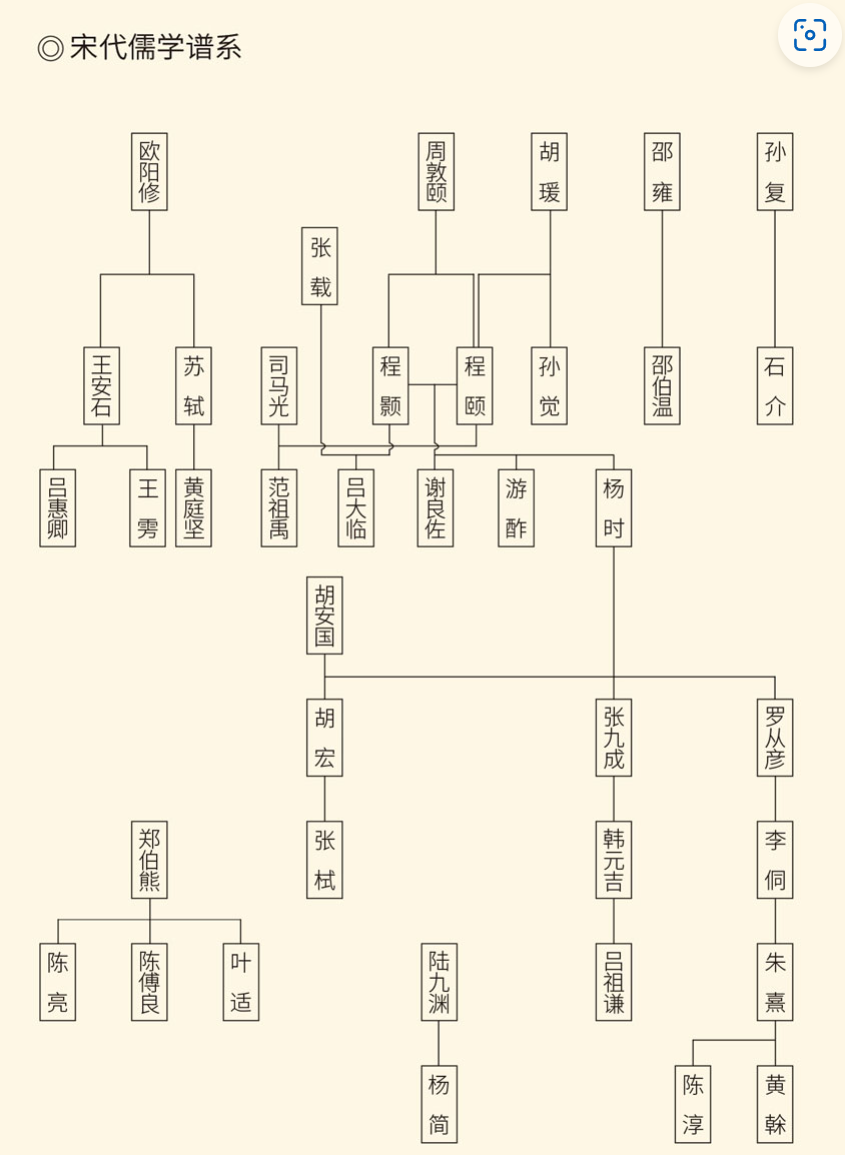 ◎ 宋代儒学谱系
欧阳修
周敦颐
胡瑗
邵雍
孙复
张载
王安石
苏轼
司马光
程颢
程颐
孙觉
邵伯温
石介
吕惠卿
王雱
黄庭坚
范祖禹
吕大临
谢良佐
游酢
杨时
胡安国
胡宏
张九成
罗从彦
郑伯熊
张栻
韩元吉
李侗
陈亮
陈傅良
叶适
陆九渊
吕祖谦
朱熹
杨简
陈淳
黄榦